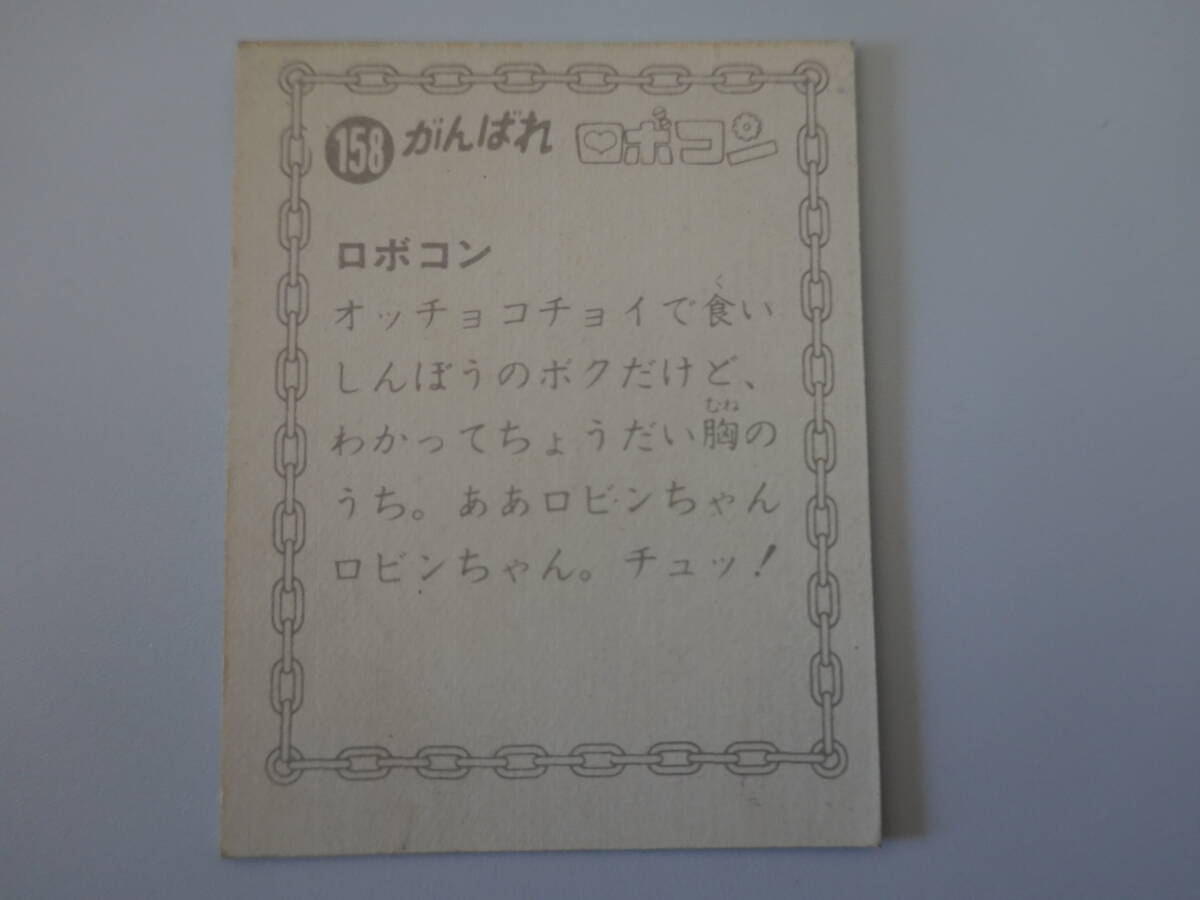 158 がんばれ ロボコン
ロボコン
オッチョコチョイで食い
しんぼうのボクだけど、
わかってちょうだい胸の
うち。ああロビンちゃん
ロビンちゃん。チュッ!